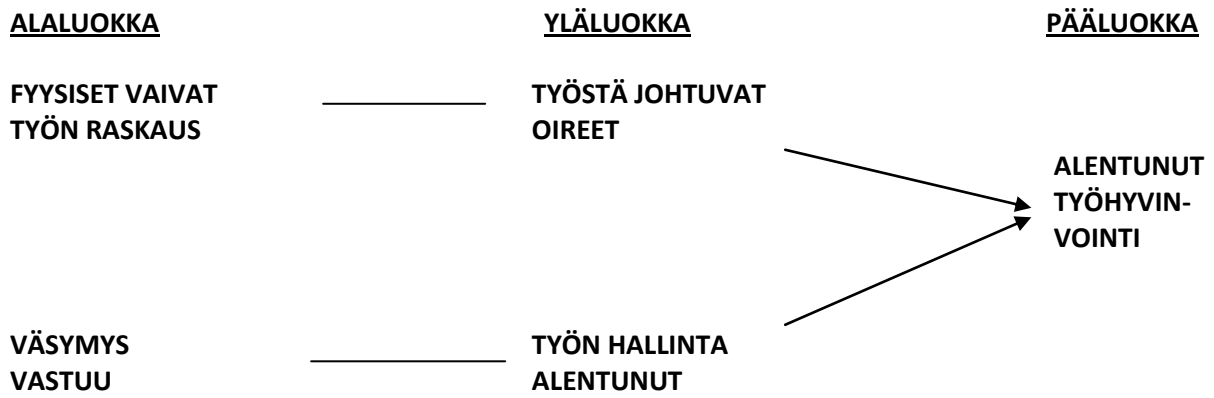 ALALUOKKA YLÄLUOKKA PÄÄLUOKKA
FYYSISET VAIVAT TYÖSTÄ JOHTUVAT
TYÖN RASKAUS OIREET
ALENTUNUT
TYÖHYVIN-
VOINTI
VÄSYMYS TYÖN HALLINTA
VASTUU ALENTUNUT